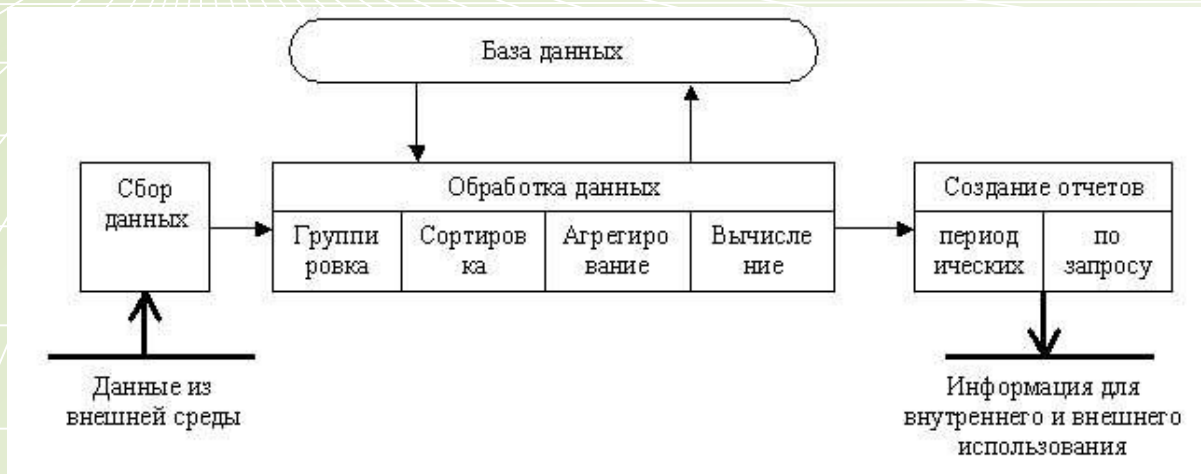 База данных
Сбор
данных
Обработка данных
Группи
ровка
Сортиров
ка
Агрегиро
вание
Вычисле
ние
Создание отчетов
период
ических
по
запросу
Данные из
внешней среды
Информация для
внутреннего и внешнего
использования